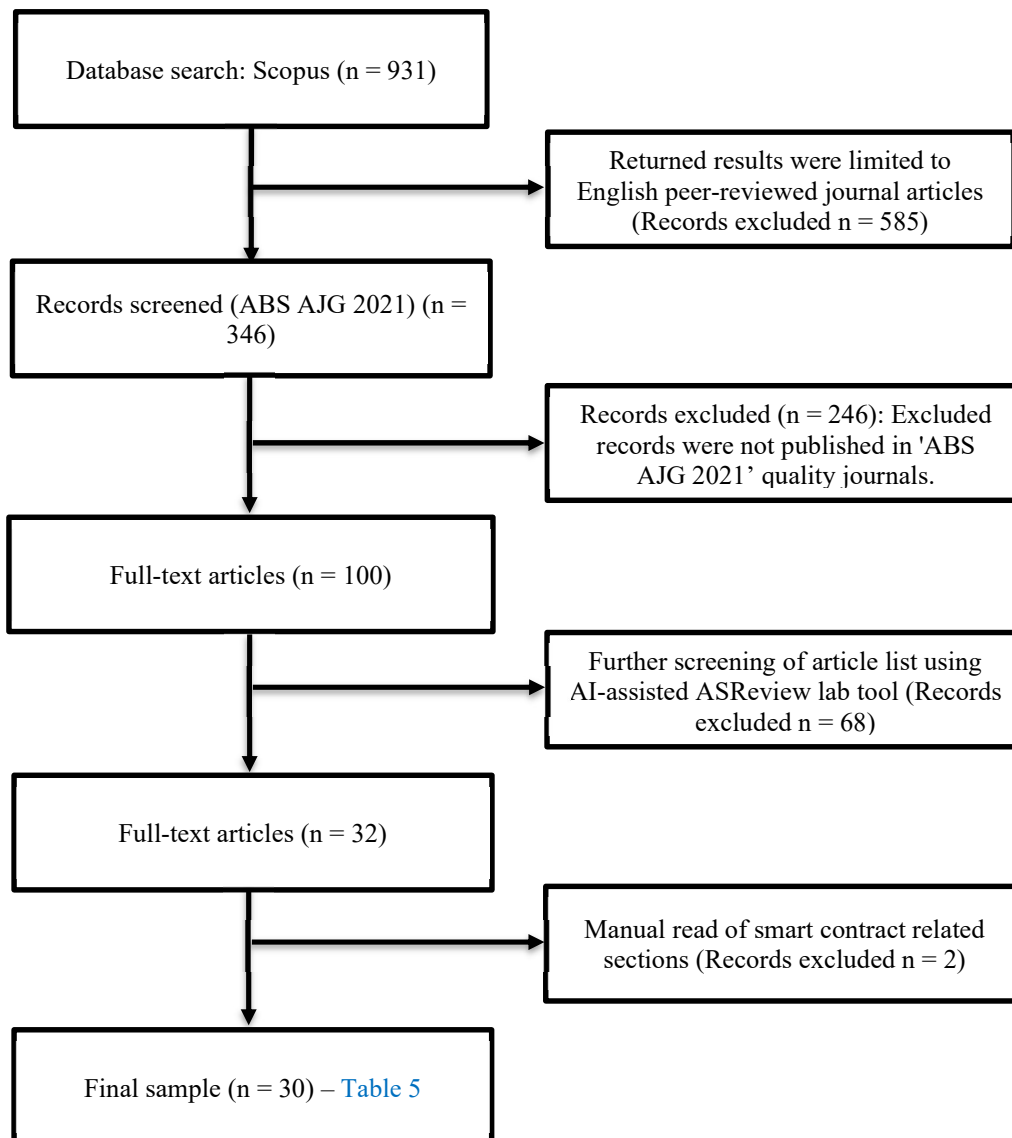 Database search: Scopus (n = 931)
Returned results were limited to
English peer-reviewed journal articles
(Records excluded n = 585)
Records screened (ABS AJG 2021) (n =
346)
Records excluded (n = 246): Excluded
records were not published in 'ABS
AJG 2021’ quality journals.
Full-text articles (n = 100)
Further screening of article list using
AI-assisted ASReview lab tool (Records
excluded n = 68)
Full-text articles (n = 32)
Manual read of smart contract related
sections (Records excluded n = 2)
Final sample (n = 30) – Table 5